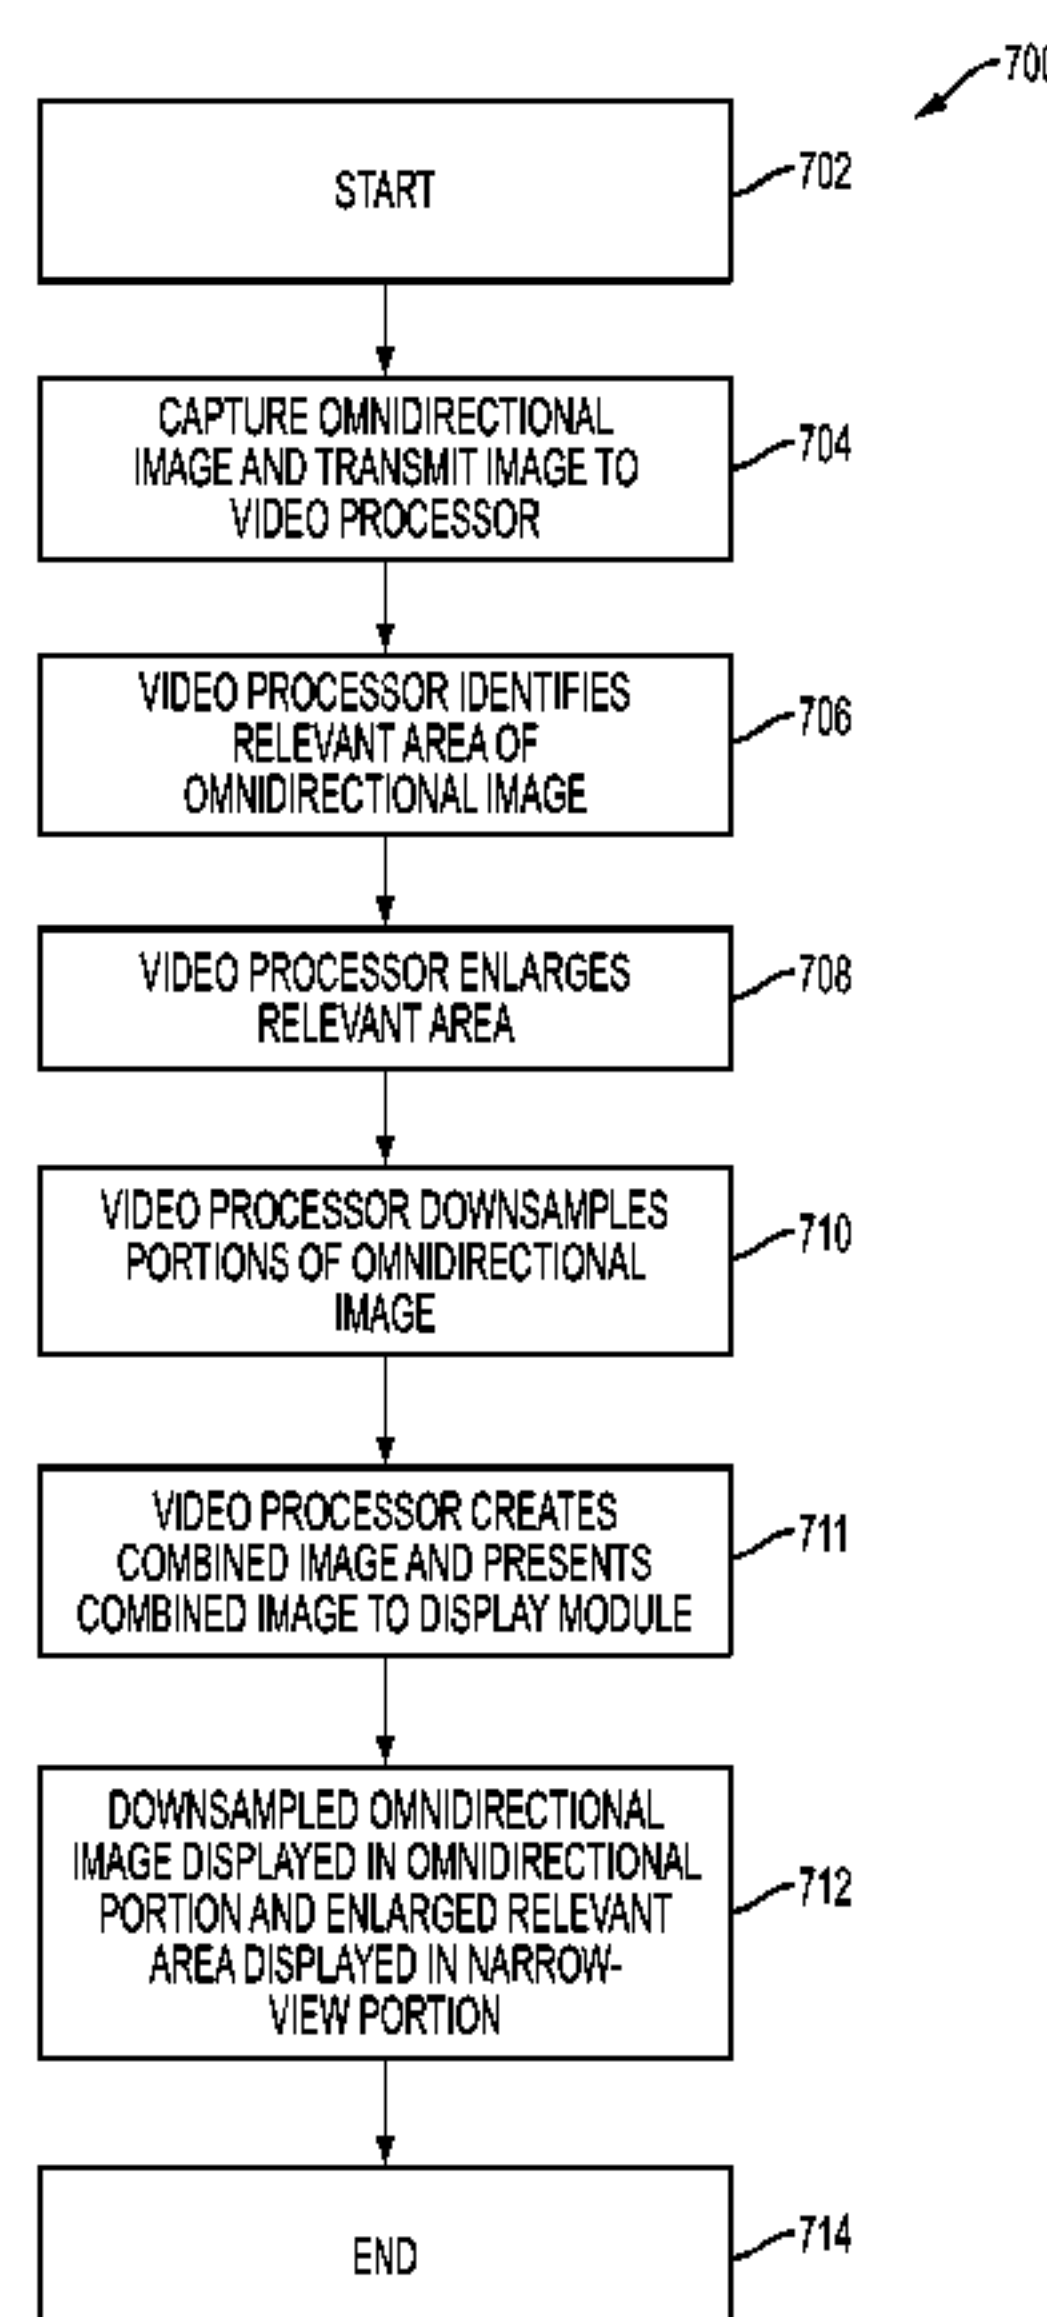 700
START
702
CAPTURE OMNIDIRECTIONAL
IMAGE AND TRANSMIT IMAGE TO
VIDEO PROCESSOR
704
VIDEO PROCESSOR IDENTIFIES
RELEVANT AREA OF
OMNIDIRECTIONAL IMAGE
706
VIDEO PROCESSOR ENLARGES
RELEVANT AREA
708
VIDEO PROCESSOR DOWNSAMPLES
PORTIONS OF OMNIDIRECTIONAL
IMAGE
710
VIDEO PROCESSOR CREATES
COMBINED IMAGE AND PRESENTS
COMBINED IMAGE TO DISPLAY MODULE
711
DOWNSAMPLED OMNIDIRECTIONAL
IMAGE DISPLAYED IN OMNIDIRECTIONAL
PORTION AND ENLARGED RELEVANT
AREA DISPLAYED IN NARROW-
VIEW PORTION
712
END
714